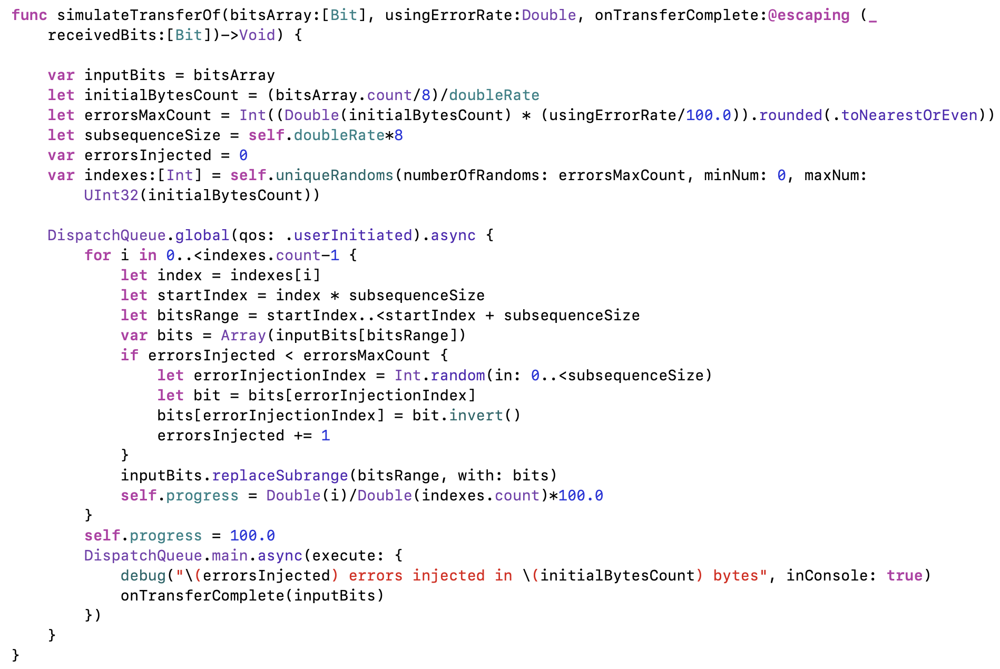 func simulateTransferOf(bitsArray:[Bit], usingErrorRate:Double, onTransferComplete:@escaping (_
    receivedBits:[Bit])->Void) {

    var inputBits = bitsArray
    let initialBytesCount = (bitsArray.count/8)/doubleRate
    let errorsMaxCount = Int((Double(initialBytesCount) * (usingErrorRate/100.0)).rounded(.toNearestOrEven))
    let subsequenceSize = self.doubleRate*8
    var errorsInjected = 0
    var indexes:[Int] = self.uniqueRandoms(numberOfRandoms: errorsMaxCount, minNum: 0, maxNum:
        UInt32(initialBytesCount))

    DispatchQueue.global(qos: .userInitiated).async {
        for i in 0..<indexes.count-1 {
            let index = indexes[i]
            let startIndex = index * subsequenceSize
            let bitsRange = startIndex..<startIndex + subsequenceSize
            var bits = Array(inputBits[bitsRange])
            if errorsInjected < errorsMaxCount {
                let errorInjectionIndex = Int.random(in: 0..<subsequenceSize)
                let bit = bits[errorInjectionIndex]
                bits[errorInjectionIndex] = bit.invert()
                errorsInjected += 1
            }
            inputBits.replaceSubrange(bitsRange, with: bits)
            self.progress = Double(i)/Double(indexes.count)*100.0
        }
        self.progress = 100.0
        DispatchQueue.main.async(execute: {
            debug("\(errorsInjected) errors injected in \(initialBytesCount) bytes", inConsole: true)
            onTransferComplete(inputBits)
        })
    }
}